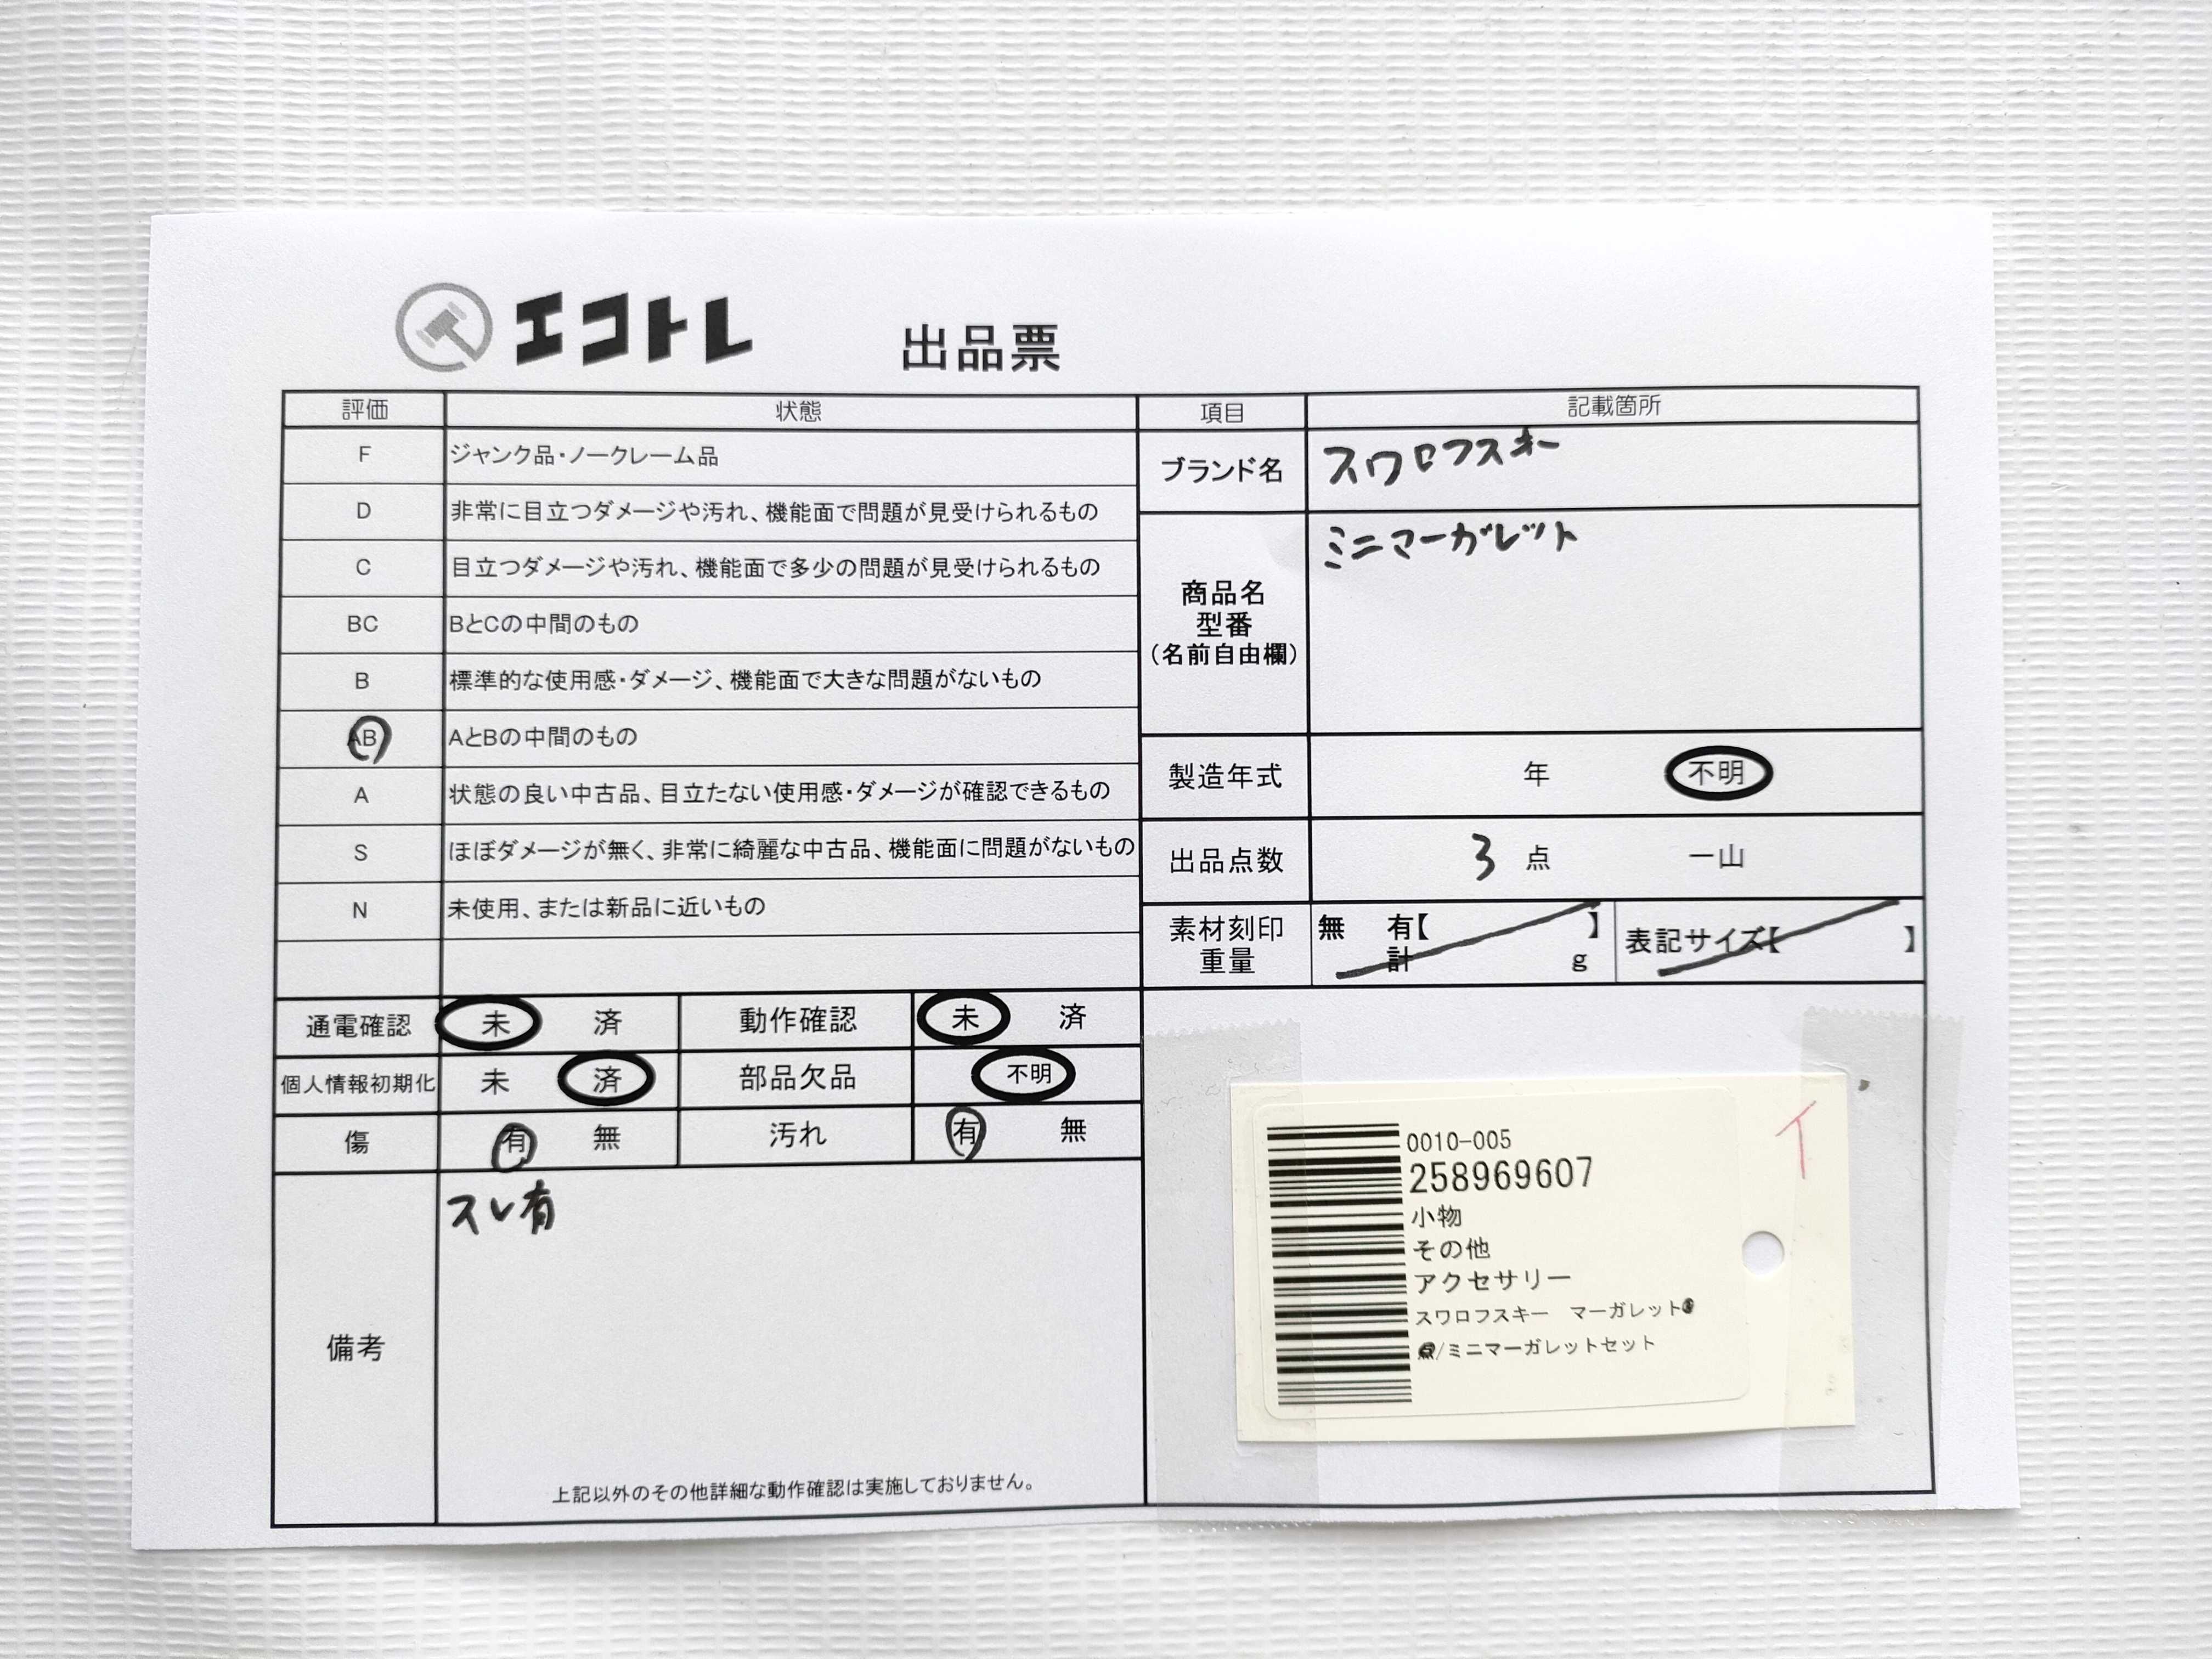 エコトレ 出品票
評価 状態
F ジャンク品・ノークレーム品
D 非常に目立つダメージや汚れ、機能面で問題が見受けられるもの
C 目立つダメージや汚れ、機能面で多少の問題が見受けられるもの
BC BとCの中間のもの
B 標準的な使用感・ダメージ、機能面で大きな問題がないもの
AB AとBの中間のもの
A 状態の良い中古品、目立たない使用感・ダメージが確認できるもの
S ほぼダメージが無く、非常に綺麗な中古品、機能面に問題がないもの
N 未使用、または新品に近いもの
通電確認 未 済 動作確認 未 済
個人情報初期化 未 済 部品欠品 不明
傷 有 無 汚れ 有 無
備考
スレ有
上記以外のその他詳細な動作確認は実施しておりません。
項目 記載箇所
ブランド名 スワロフスキー
商品名
型番
(名前自由欄)
ミニマーガレット
製造年式 年 不明
出品点数 3 点 一山
素材刻印
重量
無 有【 】
計 g
表記サイズ【 】
0010-005
258969607
小物
その他
アクセサリー
スワロフスキー マーガレット
点/ミニマーガレットセット
イ